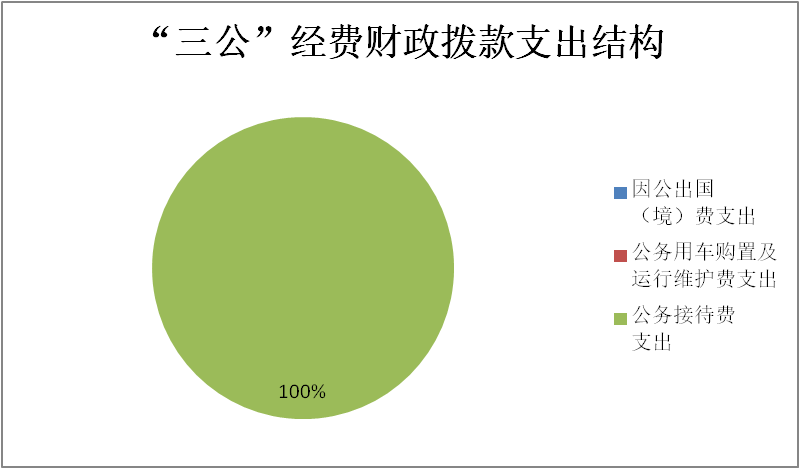 “三公”经费财政拨款支出结构
因公出国
（境）费支出
公务用车购置及
运行维护费支出
公务接待费
支出
100%